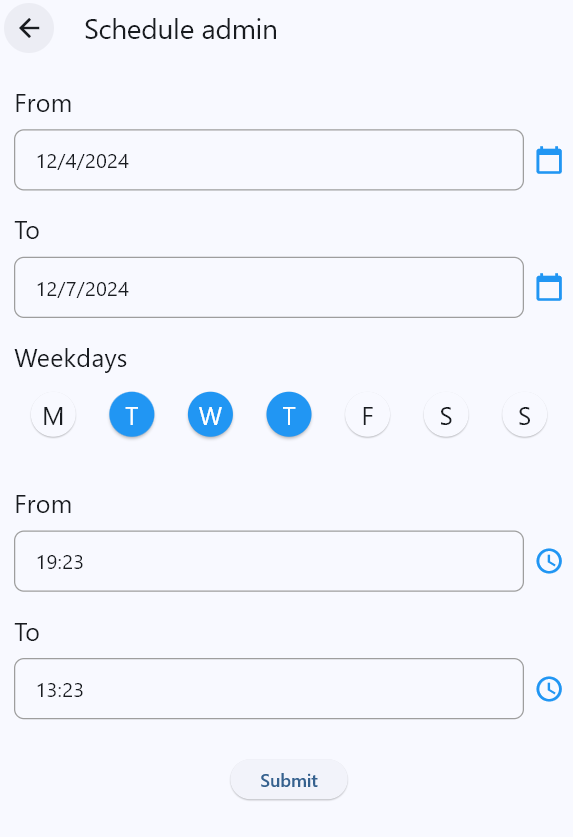 Schedule admin
From
12/4/2024
To
12/7/2024
Weekdays
M T W T F S S
From
19:23
To
13:23
Submit